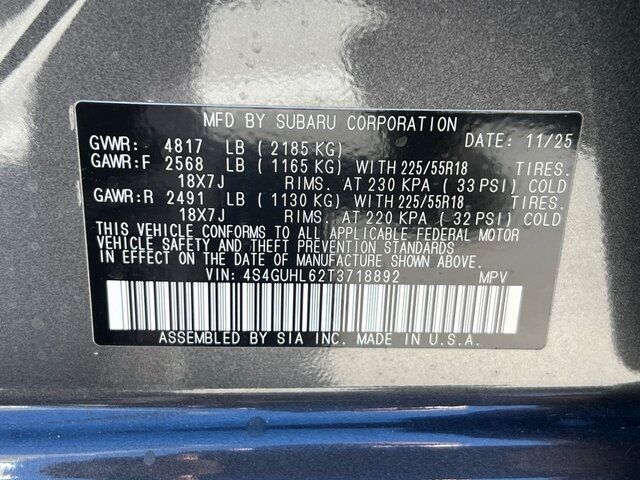 MFD BY SUBARU CORPORATION
GVWR: 4817 LB (2185 KG) DATE: 11/25
GAWR:F 2568 LB (1165 KG) WITH 225/55R18 TIRES.
18X7J RIMS. AT 230 KPA (33 PSI) COLD
GAWR:R 2491 LB (1130 KG) WITH 225/55R18 TIRES.
18X7J RIMS. AT 220 KPA (32 PSI) COLD
THIS VEHICLE CONFORMS TO ALL APPLICABLE FEDERAL MOTOR
VEHICLE SAFETY AND THEFT PREVENTION STANDARDS
IN EFFECT ON THE DATE OF MANUFACTURE SHOWN ABOVE.
VIN: 4S4GUHL62T3718892 MPV
ASSEMBLED BY SIA INC. MADE IN U.S.A.